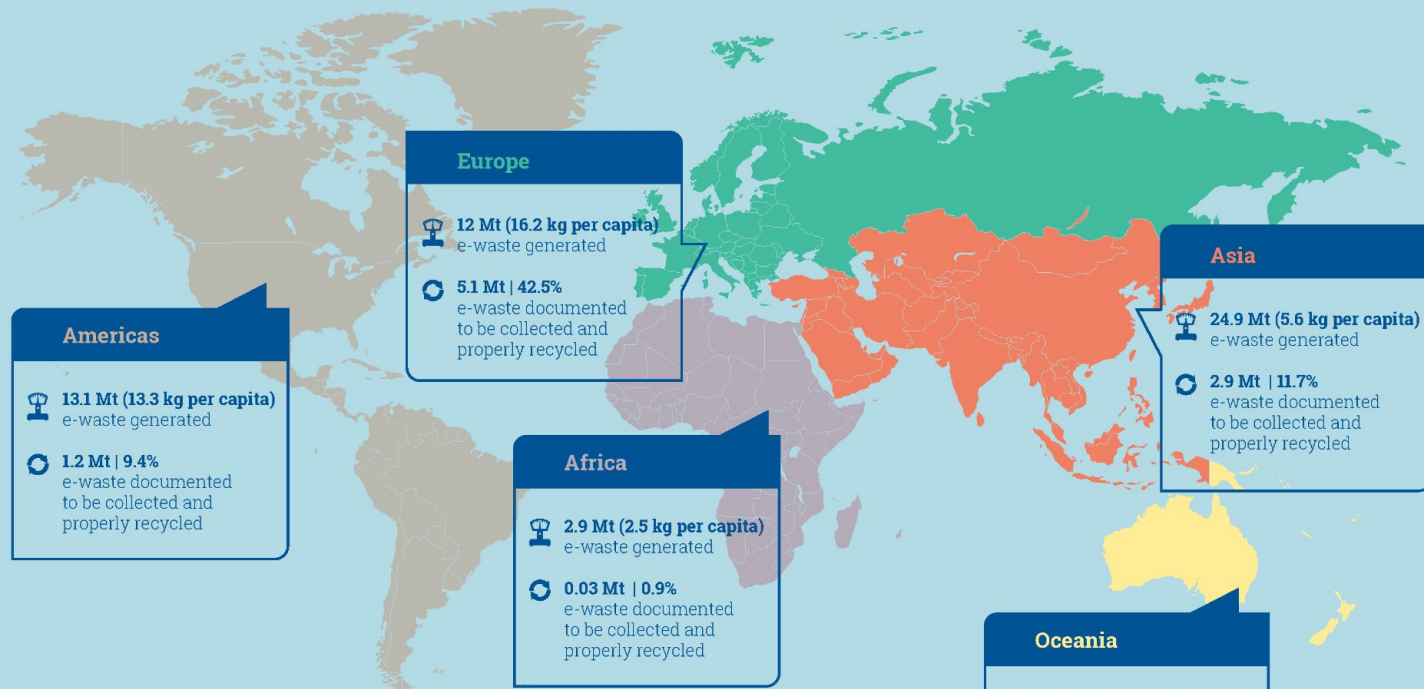 Europe
12 Mt (16.2 kg per capita)
e-waste generated
5.1 Mt | 42.5%
e-waste documented
to be collected and
properly recycled
Asia
24.9 Mt (5.6 kg per capita)
e-waste generated
2.9 Mt | 11.7%
e-waste documented
to be collected and
properly recycled
Americas
13.1 Mt (13.3 kg per capita)
e-waste generated
1.2 Mt | 9.4%
e-waste documented
to be collected and
properly recycled
Africa
2.9 Mt (2.5 kg per capita)
e-waste generated
0.03 Mt | 0.9%
e-waste documented
to be collected and
properly recycled
Oceania